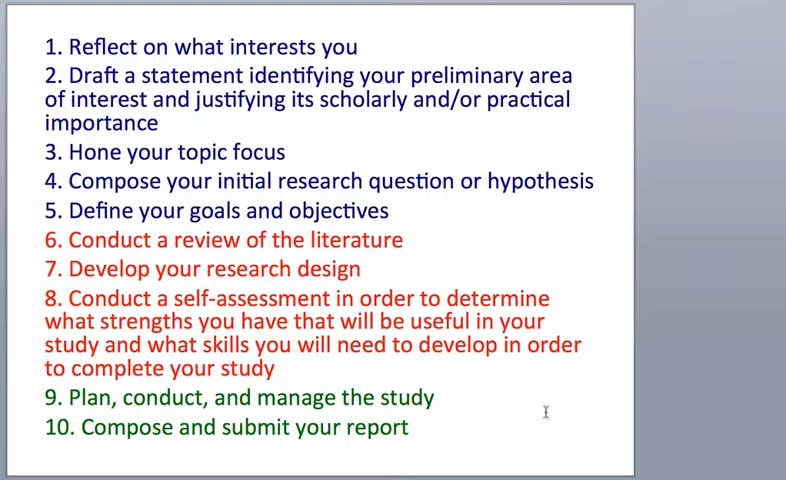 1. Reflect on what interests you
2. Draft a statement identifying your preliminary area
of interest and justifying its scholarly and/or practical
importance
3. Hone your topic focus
4. Compose your initial research question or hypothesis
5. Define your goals and objectives
6. Conduct a review of the literature
7. Develop your research design
8. Conduct a self-assessment in order to determine
what strengths you have that will be useful in your
study and what skills you will need to develop in order
to complete your study
9. Plan, conduct, and manage the study
10. Compose and submit your report